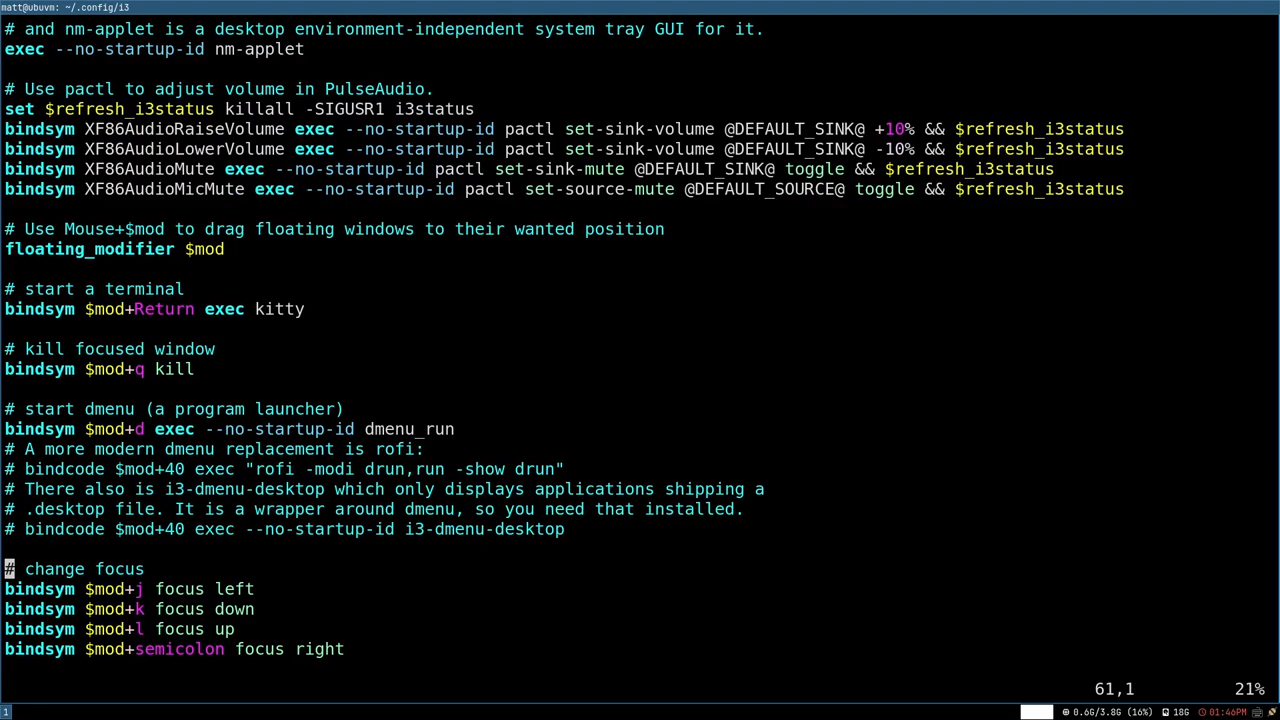 matt@ubuvm: ~/.config/i3
# and nm-applet is a desktop environment-independent system tray GUI for it.
exec --no-startup-id nm-applet
# Use pactl to adjust volume in PulseAudio.
set $refresh_i3status killall -SIGUSR1 i3status
bindsym XF86AudioRaiseVolume exec --no-startup-id pactl set-sink-volume @DEFAULT_SINK@ +10% && $refresh_i3status
bindsym XF86AudioLowerVolume exec --no-startup-id pactl set-sink-volume @DEFAULT_SINK@ -10% && $refresh_i3status
bindsym XF86AudioMute exec --no-startup-id pactl set-sink-mute @DEFAULT_SINK@ toggle && $refresh_i3status
bindsym XF86AudioMicMute exec --no-startup-id pactl set-source-mute @DEFAULT_SOURCE@ toggle && $refresh_i3status
# Use Mouse+$mod to drag floating windows to their wanted position
floating_modifier $mod
# start a terminal
bindsym $mod+Return exec kitty
# kill focused window
bindsym $mod+q kill
# start dmenu (a program launcher)
bindsym $mod+d exec --no-startup-id dmenu_run
# A more modern dmenu replacement is rofi:
# bindcode $mod+40 exec "rofi -modi drun,run -show drun"
# There also is i3-dmenu-desktop which only displays applications shipping a
# .desktop file. It is a wrapper around dmenu, so you need that installed.
# bindcode $mod+40 exec --no-startup-id i3-dmenu-desktop
# change focus
bindsym $mod+j focus left
bindsym $mod+k focus down
bindsym $mod+l focus up
bindsym $mod+semicolon focus right
61,1 21%
1 0.6G/3.8G (16%) 18G 01:46PM